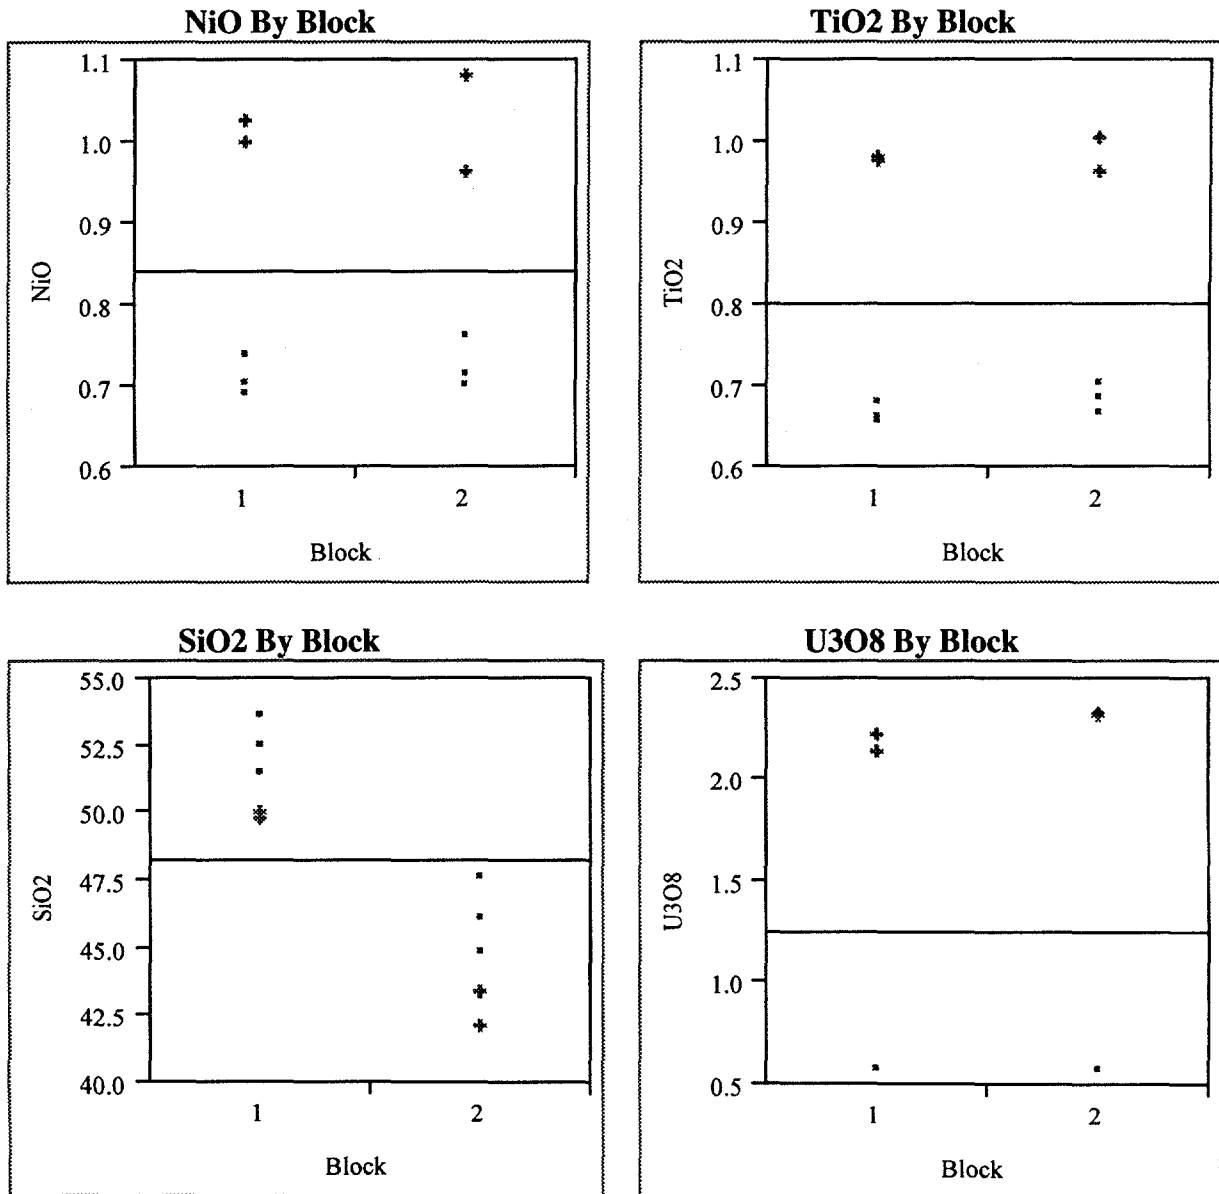 NiO By Block
1.1
1.0
0.9
0.8
0.7
0.6
NiO
1 2
Block
TiO2 By Block
1.1
1.0
0.9
0.8
0.7
0.6
TiO2
1 2
Block
SiO2 By Block
55.0
52.5
50.0
47.5
45.0
42.5
40.0
SiO2
1 2
Block
U3O8 By Block
2.5
2.0
1.5
1.0
0.5
U3O8
1 2
Block